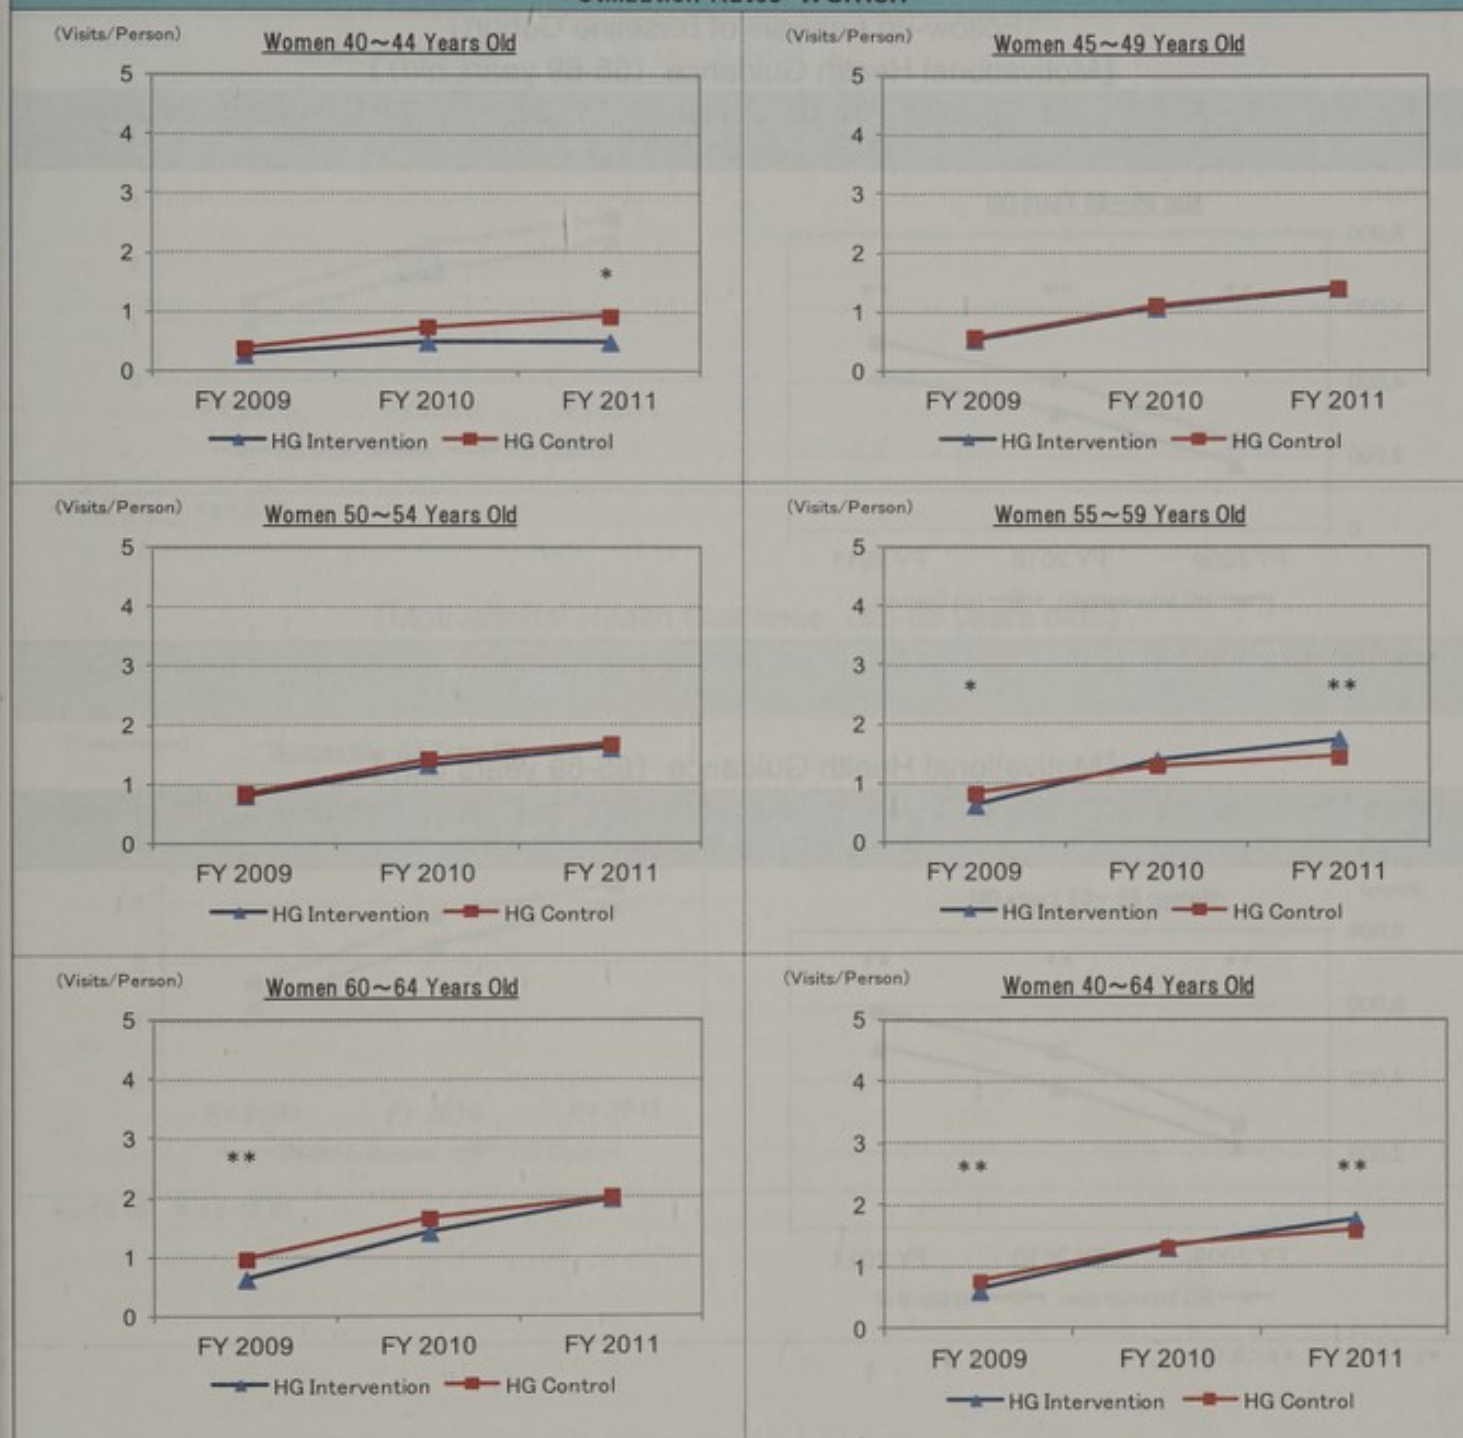 (Visits/Person)
Women 40～44 Years Old
5
4
3
2
*
1
0
FY 2009 FY 2010 FY 2011
HG Intervention HG Control
(Visits/Person)
Women 45～49 Years Old
5
4
3
2
1
0
FY 2009 FY 2010 FY 2011
HG Intervention HG Control
(Visits/Person)
Women 50～54 Years Old
5
4
3
2
1
0
FY 2009 FY 2010 FY 2011
HG Intervention HG Control
(Visits/Person)
Women 55～59 Years Old
5
4
3
* **
2
1
0
FY 2009 FY 2010 FY 2011
HG Intervention HG Control
(Visits/Person)
Women 60～64 Years Old
5
4
3
**
2
1
0
FY 2009 FY 2010 FY 2011
HG Intervention HG Control
(Visits/Person)
Women 40～64 Years Old
5
4
3
** **
2
1
0
FY 2009 FY 2010 FY 2011
HG Intervention HG Control